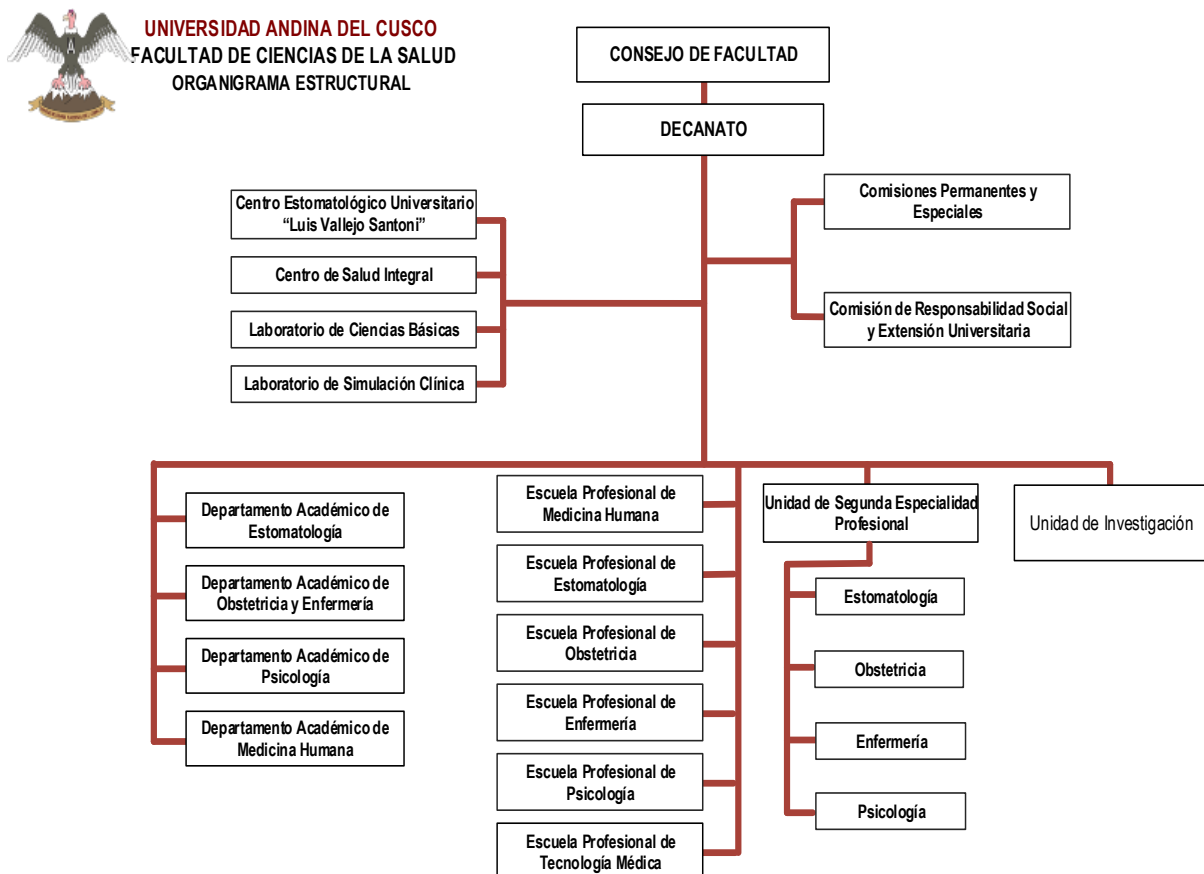 UNIVERSIDAD ANDINA DEL CUSCO
FACULTAD DE CIENCIAS DE LA SALUD
ORGANIGRAMA ESTRUCTURAL
CONSEJO DE FACULTAD
DECANATO
Centro Estomatológico Universitario
“Luis Vallejo Santoni”
Centro de Salud Integral
Laboratorio de Ciencias Básicas
Laboratorio de Simulación Clínica
Comisiones Permanentes y
Especiales
Comisión de Responsabilidad Social
y Extensión Universitaria
Departamento Académico de
Estomatología
Departamento Académico de
Obstetricia y Enfermería
Departamento Académico de
Psicología
Departamento Académico de
Medicina Humana
Escuela Profesional de
Medicina Humana
Escuela Profesional de
Estomatología
Escuela Profesional de
Obstetricia
Escuela Profesional de
Enfermería
Escuela Profesional de
Psicología
Escuela Profesional de
Tecnología Médica
Unidad de Segunda Especialidad
Profesional
Estomatología
Obstetricia
Enfermería
Psicología
Unidad de Investigación